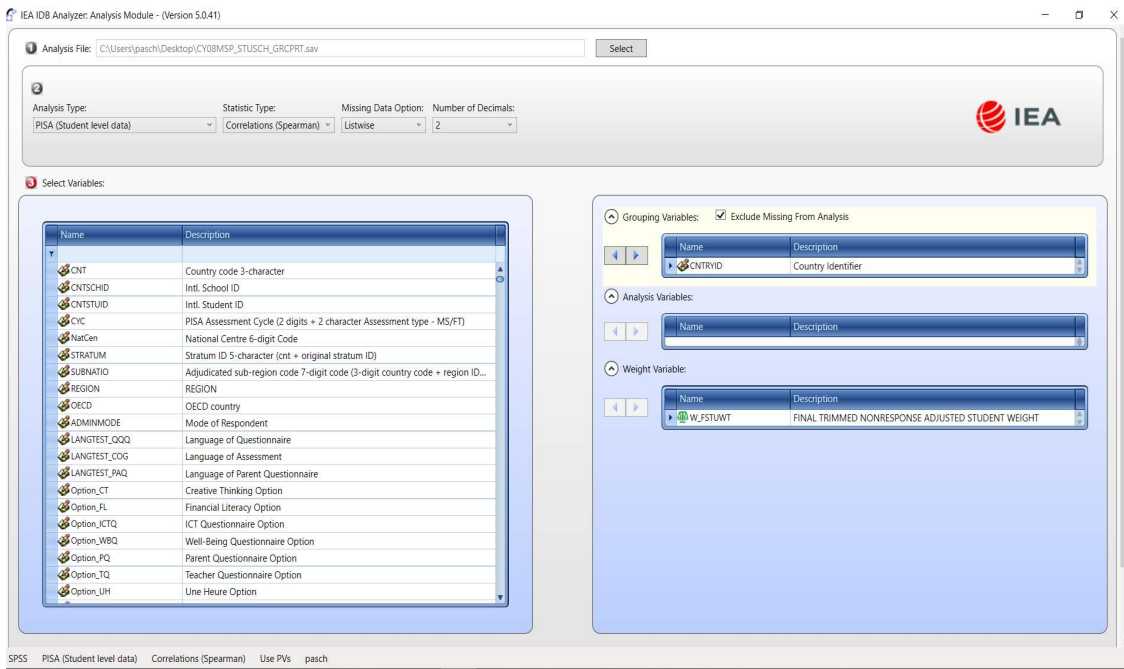 IEA IDB Analyzer: Analysis Module - (Version 5.0.41)
1 Analysis File: C:\Users\pasch\Desktop\CY08MSP_STUSCH_GRCPRT.sav Select
2
Analysis Type: Statistic Type: Missing Data Option: Number of Decimals:
PISA (Student level data) Correlations (Spearman) Listwise 2
IEA
3 Select Variables:
Name Description
CNT Country code 3-character
CNTSCHID Intl. School ID
CNTSTUID Intl. Student ID
CYC PISA Assessment Cycle (2 digits + 2 character Assessment type - MS/FT)
NatCen National Centre 6-digit Code
STRATUM Stratum ID 5-character (cnt + original stratum ID)
SUBNATIO Adjudicated sub-region code 7-digit code (3-digit country code + region ID...
REGION REGION
OECD OECD country
ADMINMODE Mode of Respondent
LANGTEST_QQQ Language of Questionnaire
LANGTEST_COG Language of Assessment
LANGTEST_PAQ Language of Parent Questionnaire
Option_CT Creative Thinking Option
Option_FL Financial Literacy Option
Option_ICTQ ICT Questionnaire Option
Option_WBQ Well-Being Questionnaire Option
Option_PQ Parent Questionnaire Option
Option_TQ Teacher Questionnaire Option
Option_UH Une Heure Option
Grouping Variables: Exclude Missing From Analysis
Name Description
CNTRYID Country Identifier
Analysis Variables:
Name Description
Weight Variable:
Name Description
W_FSTUWT FINAL TRIMMED NONRESPONSE ADJUSTED STUDENT WEIGHT
SPSS PISA (Student level data) Correlations (Spearman) Use PVs pasch